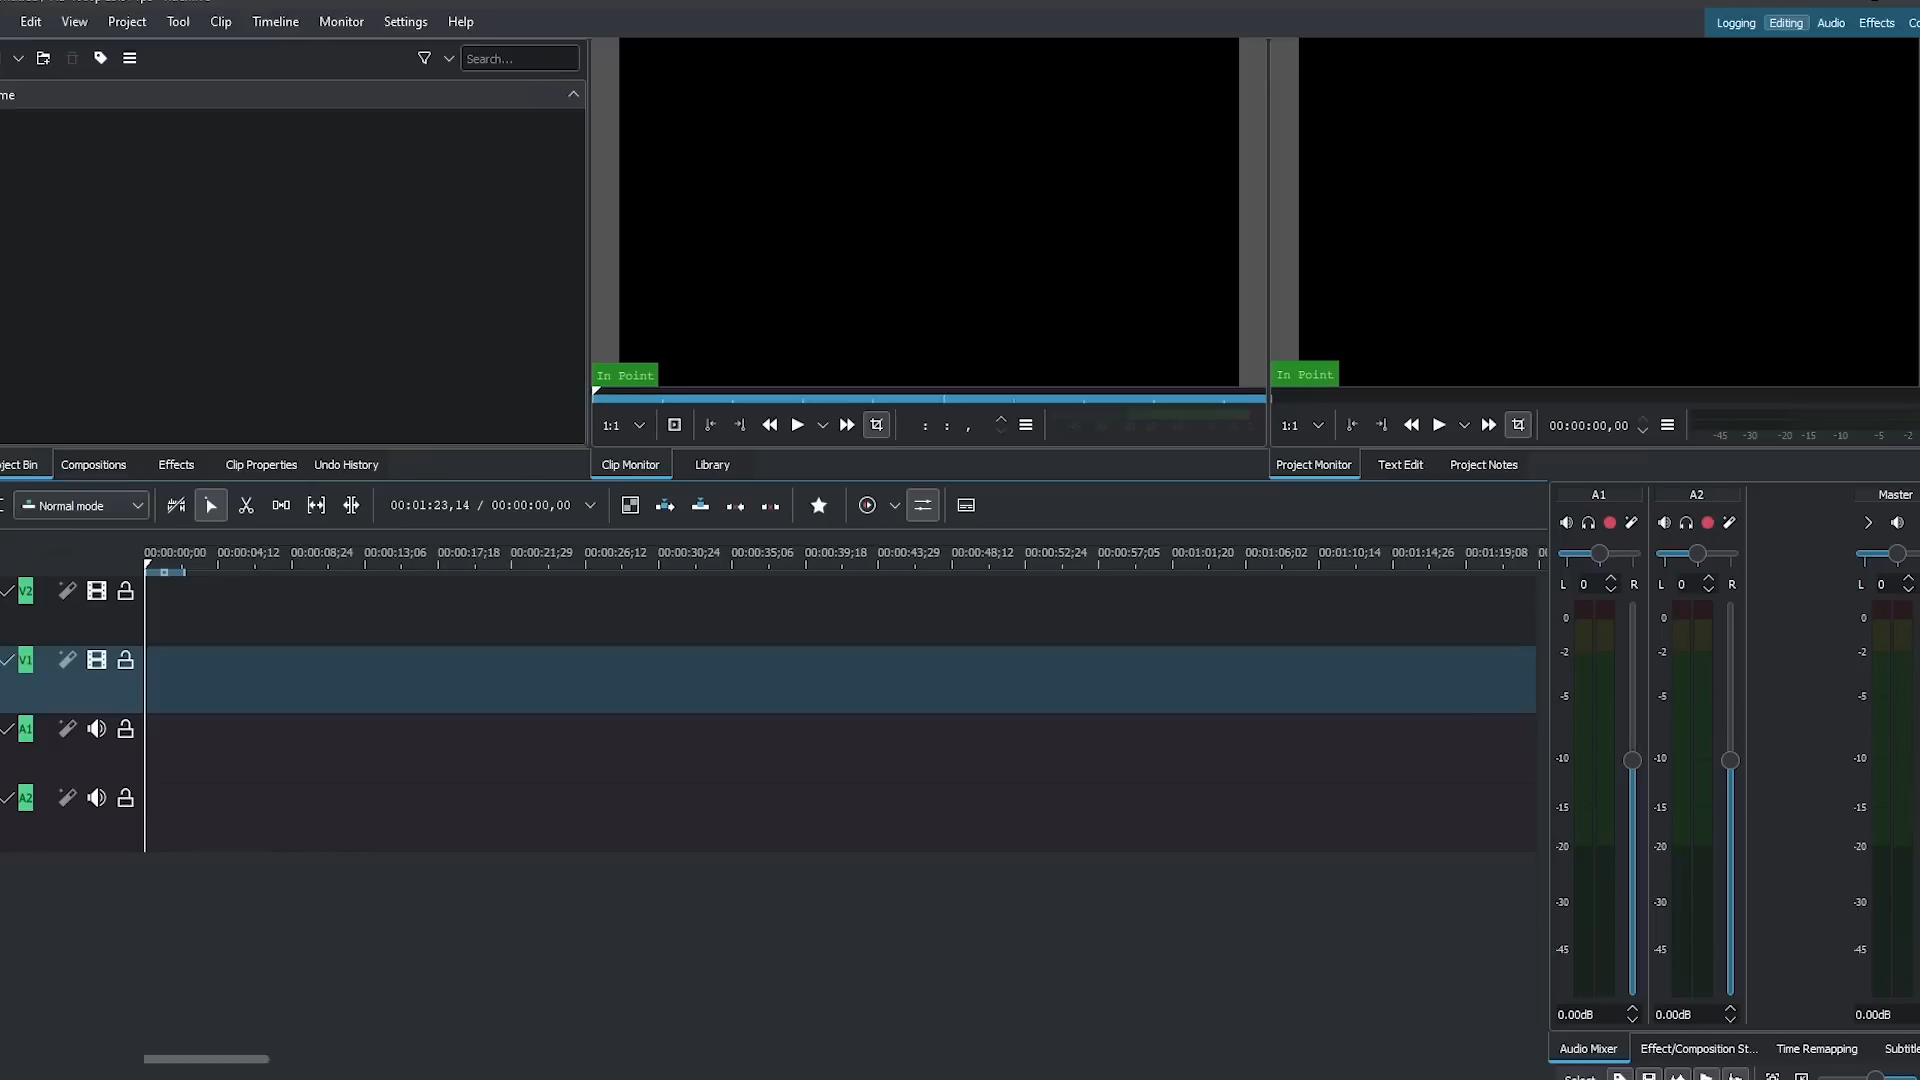 Edit View Project Tool Clip Timeline Monitor Settings Help
Logging Editing Audio Effects
Search...
me
In Point
In Point
1:1 : : ,
1:1 00:00:00,00
-45 -30 -20 -15 -10 -5 -2
ject Bin Compositions Effects Clip Properties Undo History
Clip Monitor Library
Project Monitor Text Edit Project Notes
Normal mode 00:01:23,14 / 00:00:00,00
A1 A2 Master
00:00:00;00 00:00:04;12 00:00:08;24 00:00:13;06 00:00:17;18 00:00:21;29 00:00:26;12 00:00:30;24 00:00:35;06 00:00:39;18 00:00:43;29 00:00:48;12 00:00:52;24 00:00:57;05 00:01:01;20 00:01:06;02 00:01:10;14 00:01:14;26 00:01:19;08
V2
V1
A1
A2
L 0 R L 0 R L 0
0 0 0
-2 -2 -2
-5 -5 -5
-10 -10 -10
-15 -15 -15
-20 -20 -20
-30 -30 -30
-45 -45 -45
0.00dB 0.00dB 0.00dB
Audio Mixer Effect/Composition St... Time Remapping Subtitle